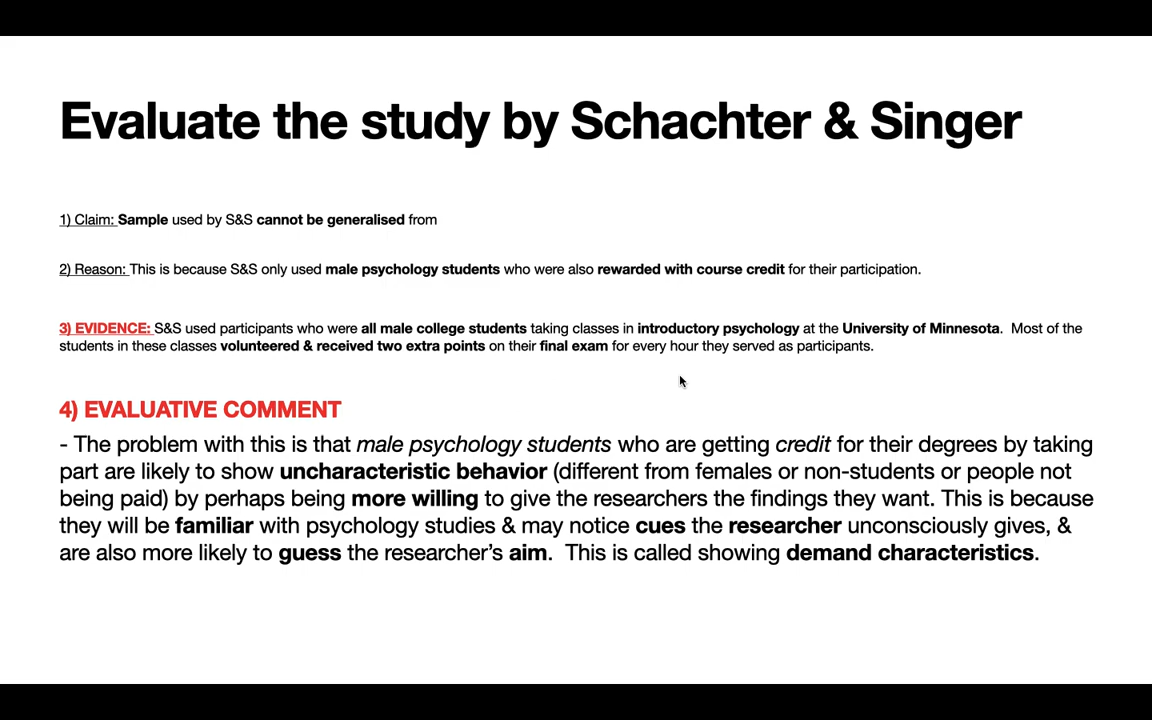 Evaluate the study by Schachter & Singer
1) Claim: Sample used by S&S cannot be generalised from
2) Reason: This is because S&S only used male psychology students who were also rewarded with course credit for their participation.
3) EVIDENCE: S&S used participants who were all male college students taking classes in introductory psychology at the University of Minnesota. Most of the
students in these classes volunteered & received two extra points on their final exam for every hour they served as participants.
4) EVALUATIVE COMMENT
- The problem with this is that male psychology students who are getting credit for their degrees by taking
part are likely to show uncharacteristic behavior (different from females or non-students or people not
being paid) by perhaps being more willing to give the researchers the findings they want. This is because
they will be familiar with psychology studies & may notice cues the researcher unconsciously gives, &
are also more likely to guess the researcher's aim. This is called showing demand characteristics.